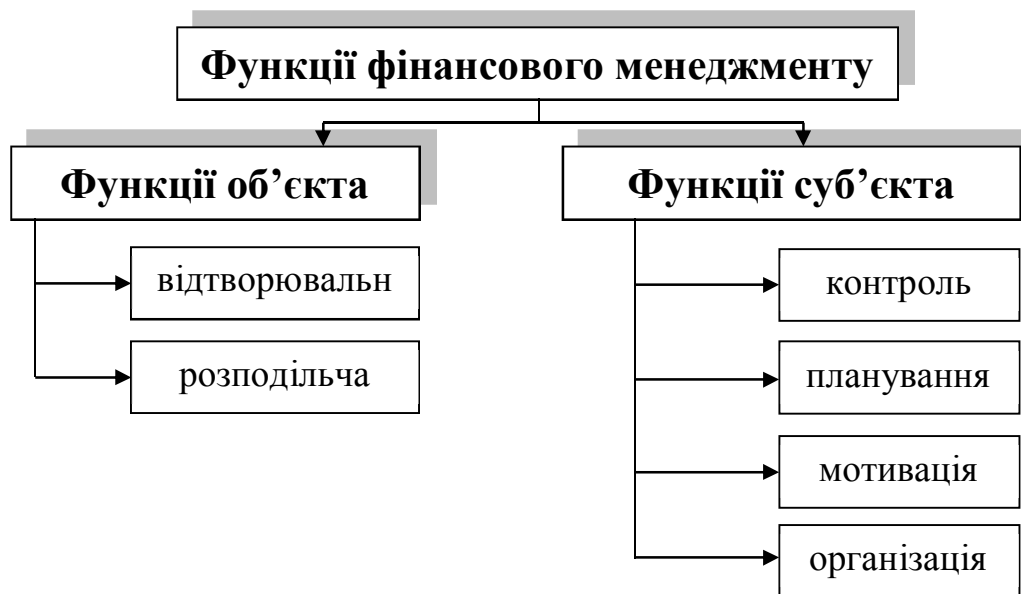 Функції фінансового менеджменту
Функції об’єкта
відтворювальн
розподільча
Функції суб’єкта
контроль
планування
мотивація
організація